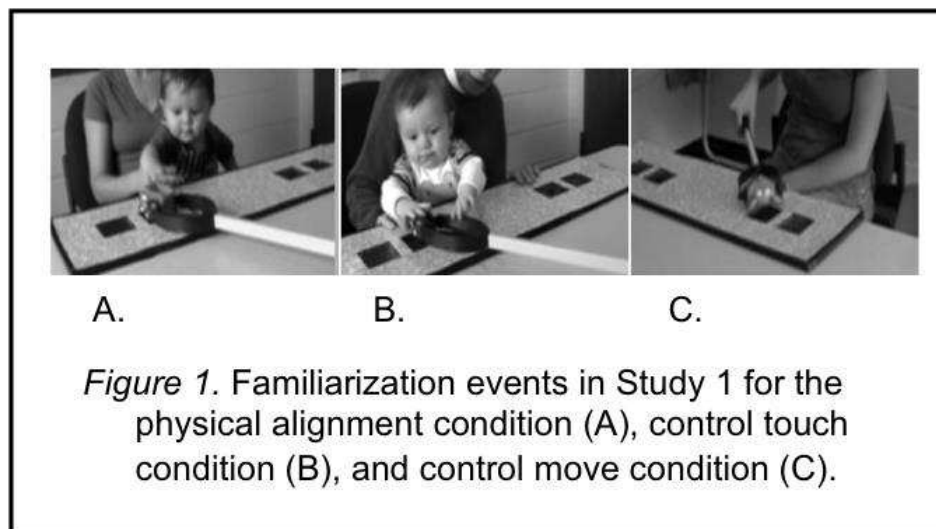 A. B. C.
Figure 1. Familiarization events in Study 1 for the
physical alignment condition (A), control touch
condition (B), and control move condition (C).